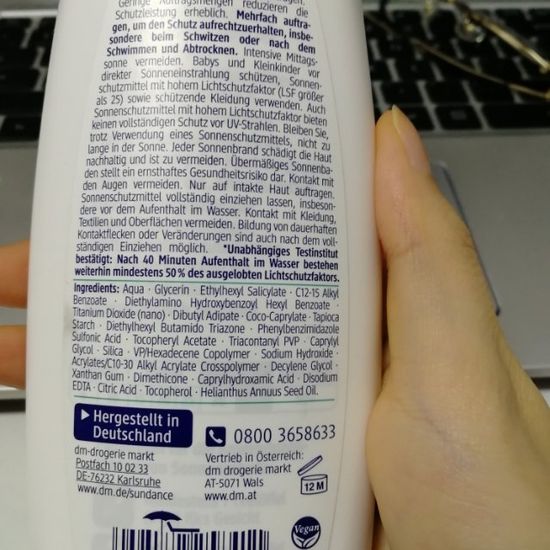 Geringe Auftragsmengen reduzieren die
Schutzleistung erheblich. Mehrfach auftra-
gen, um den Schutz aufrechtzuerhalten, insbe-
sondere beim Schwitzen oder nach dem
Schwimmen und Abtrocknen. Intensive Mittags-
sonne vermeiden. Babys und Kleinkinder vor
direkter Sonneneinstrahlung schützen, Sonnen-
schutzmittel mit hohem Lichtschutzfaktor (LSF größer
als 25) sowie schützende Kleidung verwenden. Auch
Sonnenschutzmittel mit hohem Lichtschutzfaktor bieten
keinen vollständigen Schutz vor UV-Strahlen. Bleiben Sie,
trotz Verwendung eines Sonnenschutzmittels, nicht zu
lange in der Sonne. Jeder Sonnenbrand schädigt die Haut
nachhaltig und ist zu vermeiden. Übermäßiges Sonnenba-
den stellt ein ernsthaftes Gesundheitsrisiko dar. Kontakt mit
den Augen vermeiden. Nur auf intakte Haut auftragen.
Sonnenschutzmittel vollständig einziehen lassen, insbeson-
dere vor dem Aufenthalt im Wasser. Kontakt mit Kleidung,
Textilien und Oberflächen vermeiden. Bildung von dauerhaften
Kontaktflecken oder Veränderungen sind auch nach dem voll-
ständigen Einziehen möglich. *Unabhängiges Testinstitut
bestätigt: Nach 40 Minuten Aufenthalt im Wasser bestehen
weiterhin mindestens 50 % des ausgelobten Lichtschutzfaktors.
Ingredients: Aqua · Glycerin · Ethylhexyl Salicylate · C12-15 Alkyl
Benzoate · Diethylamino Hydroxybenzoyl Hexyl Benzoate ·
Titanium Dioxide (nano) · Dibutyl Adipate · Coco-Caprylate · Tapioca
Starch · Diethylhexyl Butamido Triazone · Phenylbenzimidazole
Sulfonic Acid · Tocopheryl Acetate · Triacontanyl PVP · Caprylyl
Glycol · Silica · VP/Hexadecene Copolymer · Sodium Hydroxide ·
Acrylates/C10-30 Alkyl Acrylate Crosspolymer · Decylene Glycol ·
Xanthan Gum · Dimethicone · Caprylhydroxamic Acid · Disodium
EDTA · Citric Acid · Tocopherol · Helianthus Annuus Seed Oil.
Hergestellt in
Deutschland
0800 3658633
dm-drogerie markt
Postfach 10 02 33
DE-76232 Karlsruhe
www.dm.de/sundance
Vertrieb in Österreich:
dm drogerie markt
AT-5071 Wals
www.dm.at
12 M
Vegan